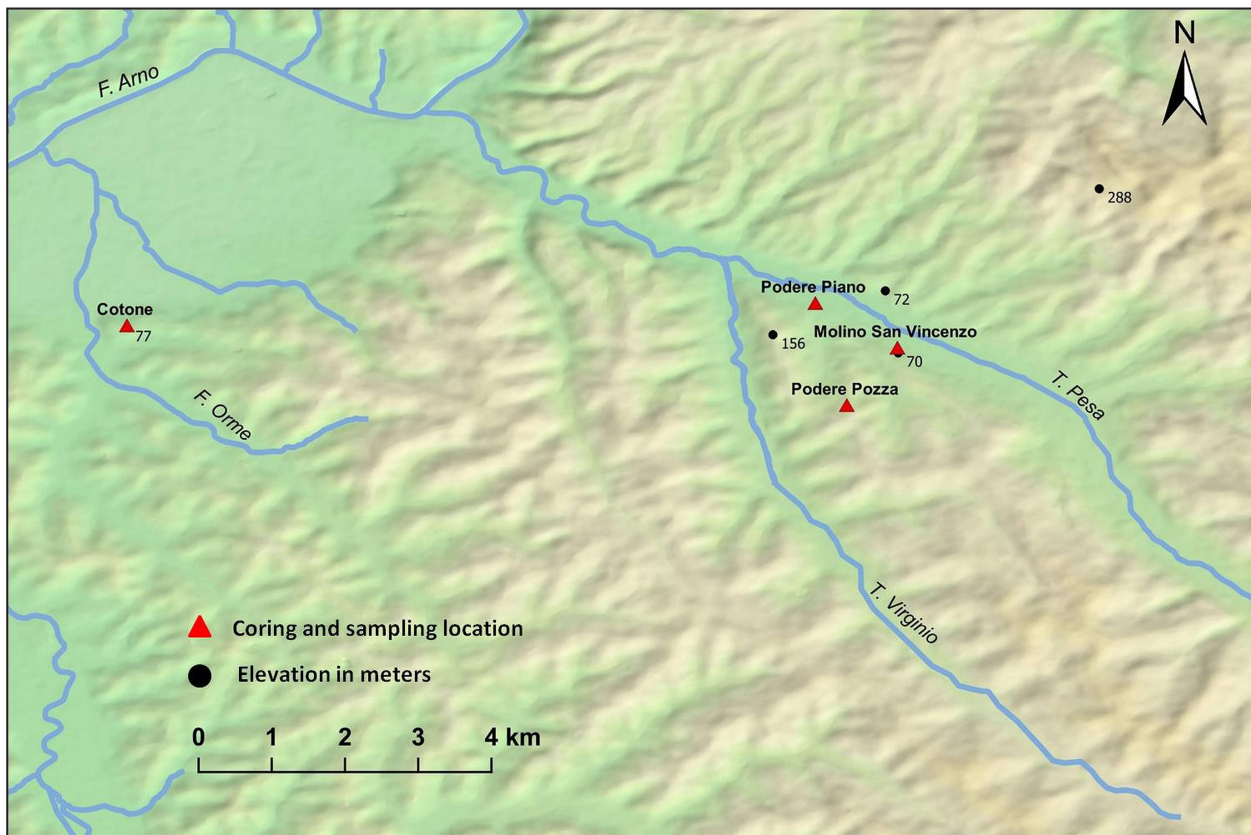 N
F. Arno
288
Podere Piano
72
Cotone
77
Molino San Vincenzo
156
70
Podere Pozza
T. Pesa
F. Orme
T. Virginio
Coring and sampling location
Elevation in meters
0 1 2 3 4 km